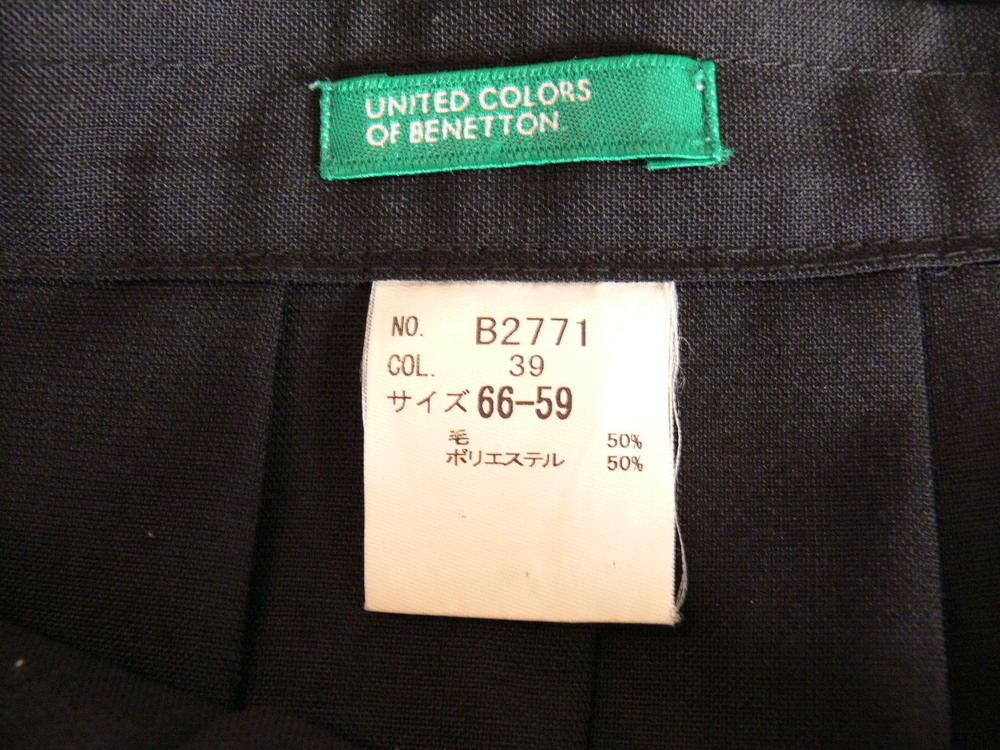 UNITED COLORS
OF BENETTON.
NO. B2771
COL. 39
サイズ 66-59
毛 50%
ポリエステル 50%